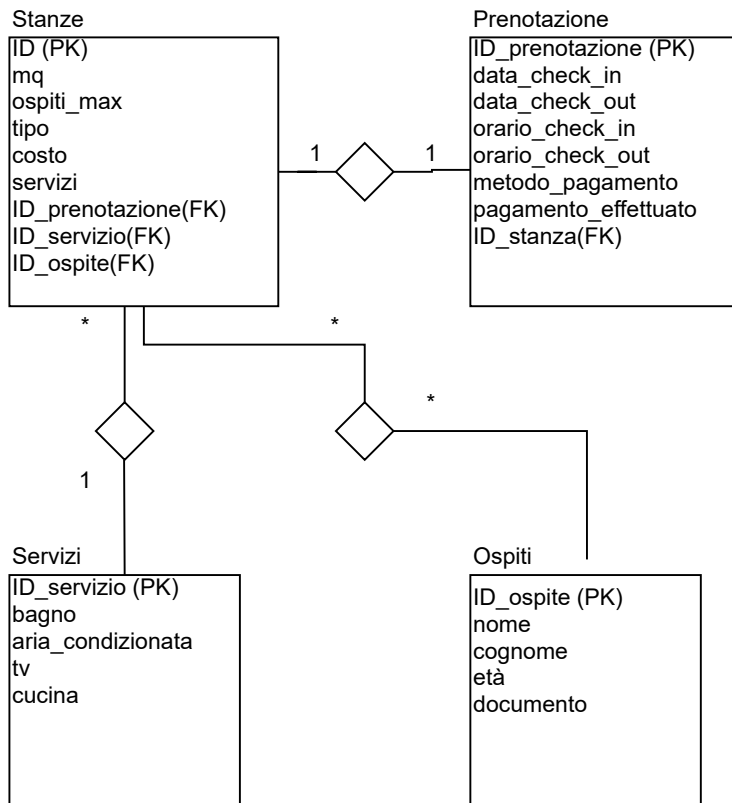 Stanze
ID (PK)
mq
ospiti_max
tipo
costo
servizi
ID_prenotazione(FK)
ID_servizio(FK)
ID_ospite(FK)
1
1
Prenotazione
ID_prenotazione (PK)
data_check_in
data_check_out
orario_check_in
orario_check_out
metodo_pagamento
pagamento_effettuato
ID_stanza(FK)
*
*
*
1
Servizi
ID_servizio (PK)
bagno
aria_condizionata
tv
cucina
Ospiti
ID_ospite (PK)
nome
cognome
età
documento